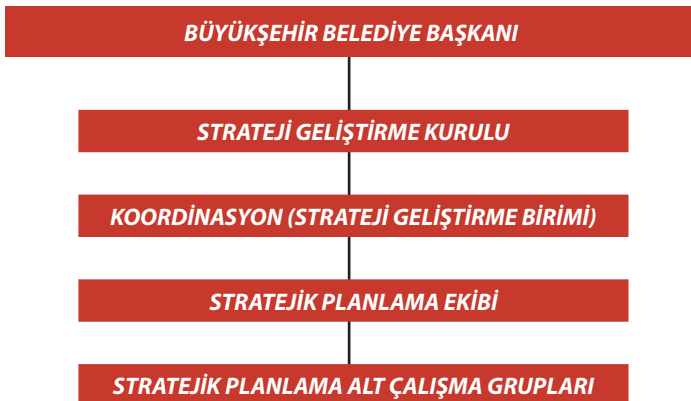 BÜYÜKŞEHİR BELEDİYE BAŞKANI
STRATEJİ GELİŞTİRME KURULU
KOORDİNASYON (STRATEJİ GELİŞTİRME BİRİMİ)
STRATEJİK PLANLAMA EKİBİ
STRATEJİK PLANLAMA ALT ÇALIŞMA GRUPLARI